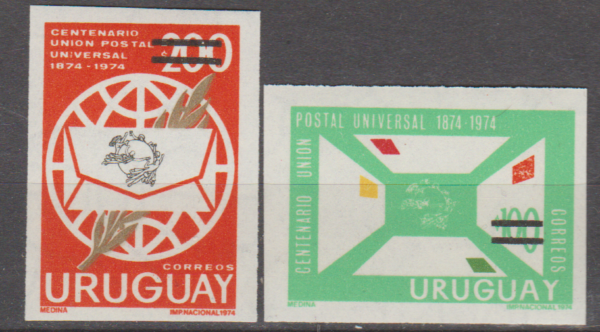 CENTENARIO
UNION POSTAL
UNIVERSAL
1874-1974
$200
CORREOS
URUGUAY
MEDINA
IMP.NACIONAL 1974
CENTENARIO UNION
POSTAL UNIVERSAL 1874-1974
CORREOS
100
URUGUAY
MEDINA
IMP.NACIONAL 1974